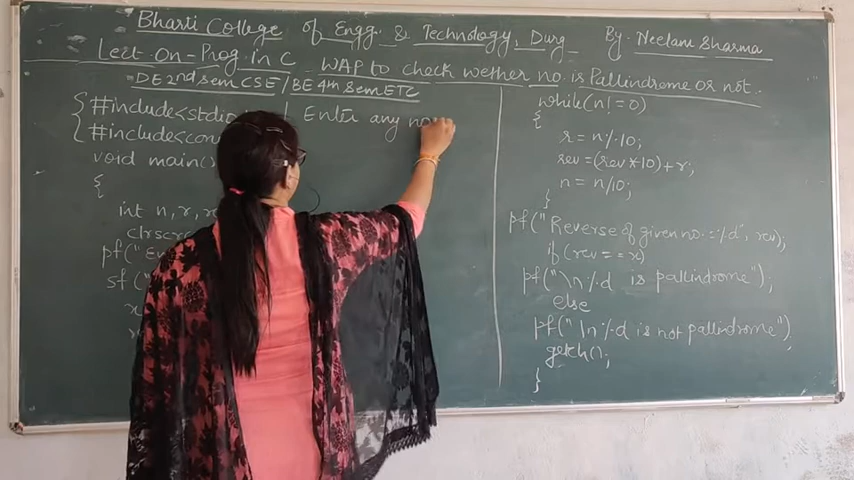 Bharti College of Engg. & Technology, Durg By - Neelam Sharma
Lect-On-Prog. in C WAP to check wether no. is Pallindrome or not.
DE 2nd sem CSE / BE 4th Sem ETC
#include<stdio
#include<con
void main()
{
int n, r, r
clrscr
pf("En
sf("
Enter any no
while(n!=0)
{
r = n%10;
rev = (rev*10)+r;
n = n/10;
}
pf("Reverse of given no.=%d", rev);
if(rev==x)
pf("\n%d is pallindrome");
else
pf("\n%d is not pallindrome")
getch();
}